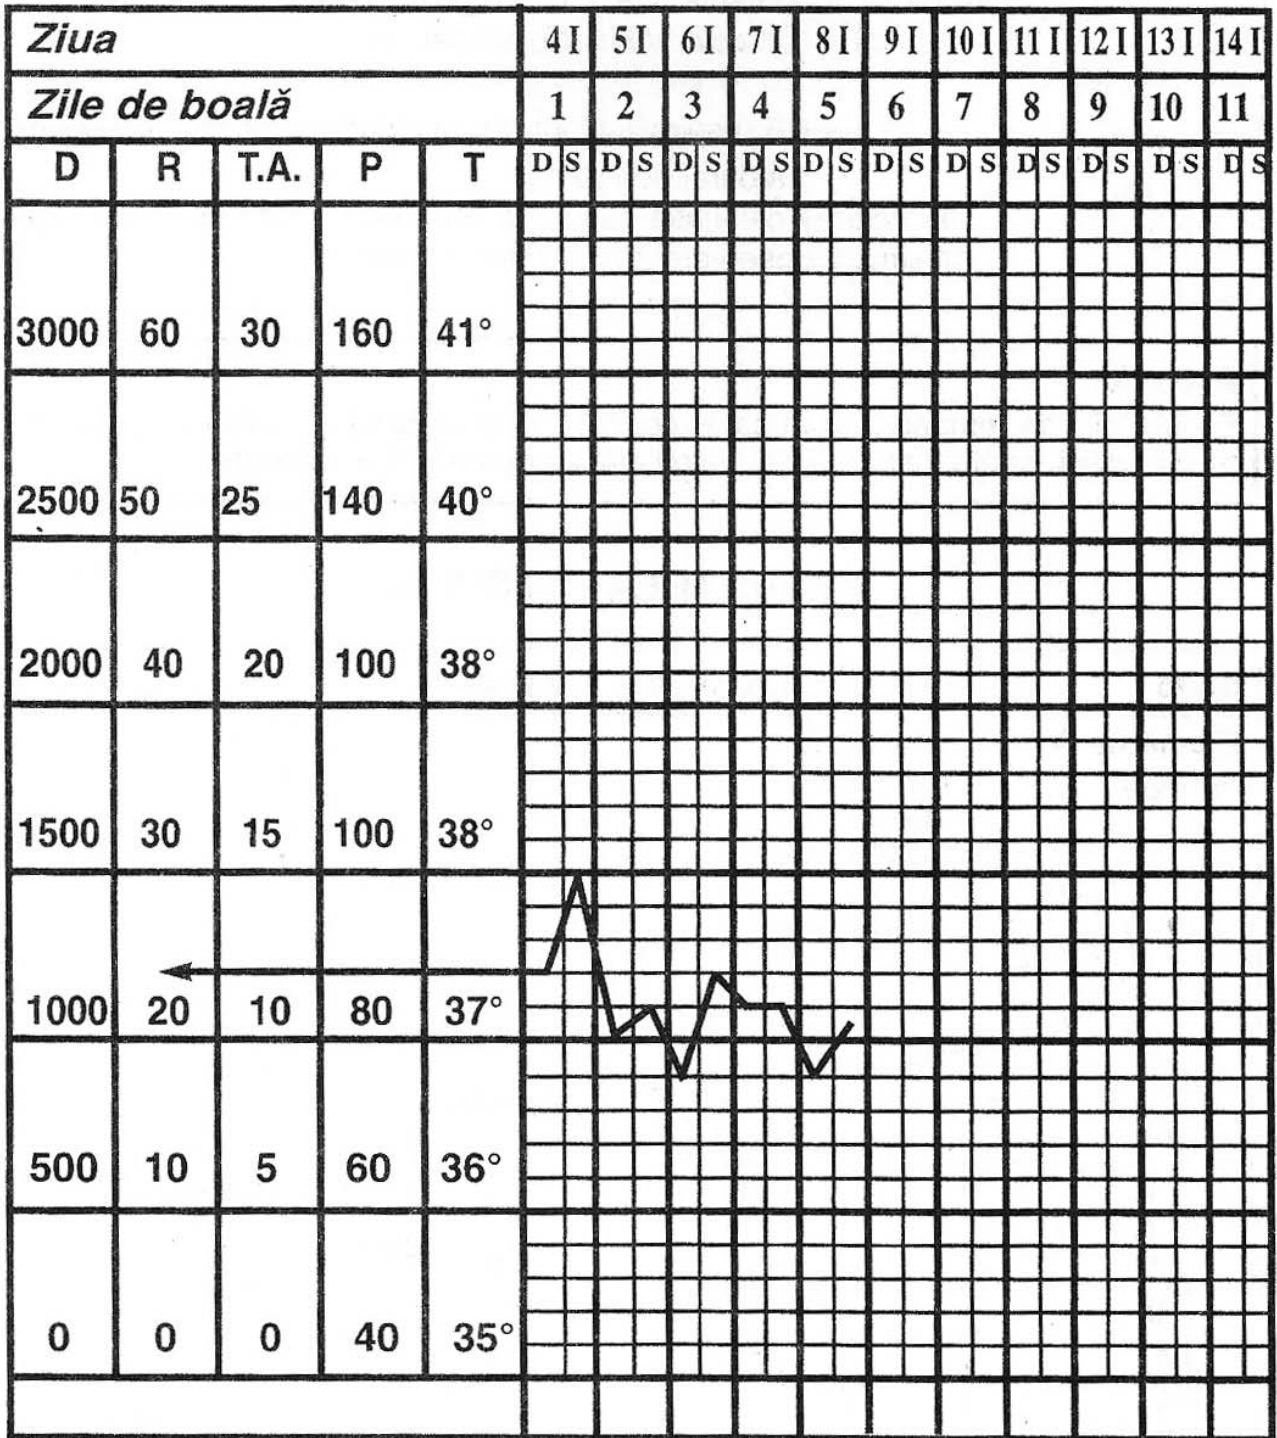 Ziua 4 I 5 I 6 I 7 I 8 I 9 I 10 I 11 I 12 I 13 I 14 I
Zile de boală 1 2 3 4 5 6 7 8 9 10 11
D R T.A. P T D S D S D S D S D S D S D S D S D S D S D S
3000 60 30 160 41°
2500 50 25 140 40°
2000 40 20 100 38°
1500 30 15 100 38°
1000 20 10 80 37°
500 10 5 60 36°
0 0 0 40 35°